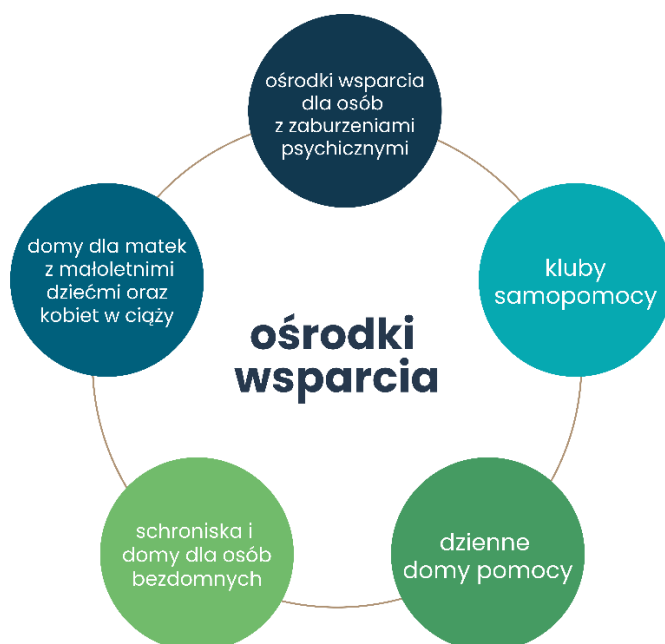 ośrodki wsparcia
dla osób
z zaburzeniami
psychicznymi
domy dla matek
z małoletnimi
dziećmi oraz
kobiet w ciąży
kluby
samopomocy
ośrodki
wsparcia
schroniska i
domy dla osób
bezdomnych
dzienne
domy pomocy